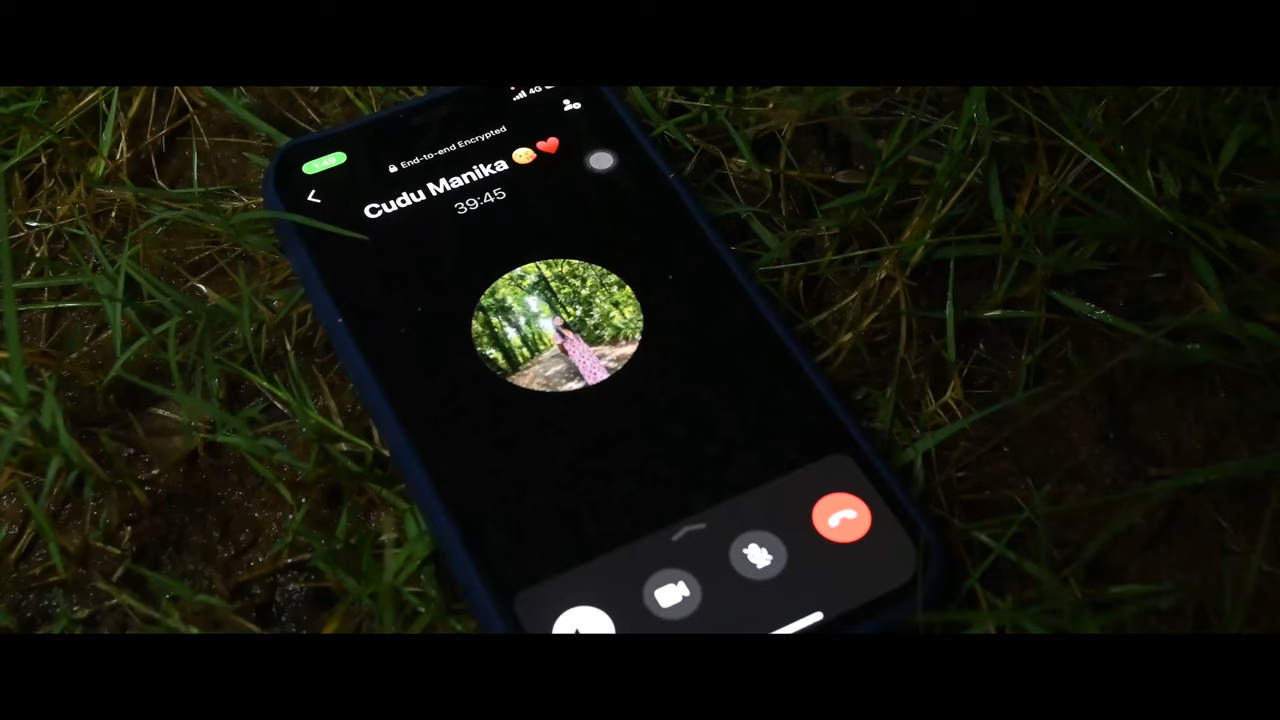 4G
End-to-end Encrypted
Cudu Manika 😘❤️
39:45